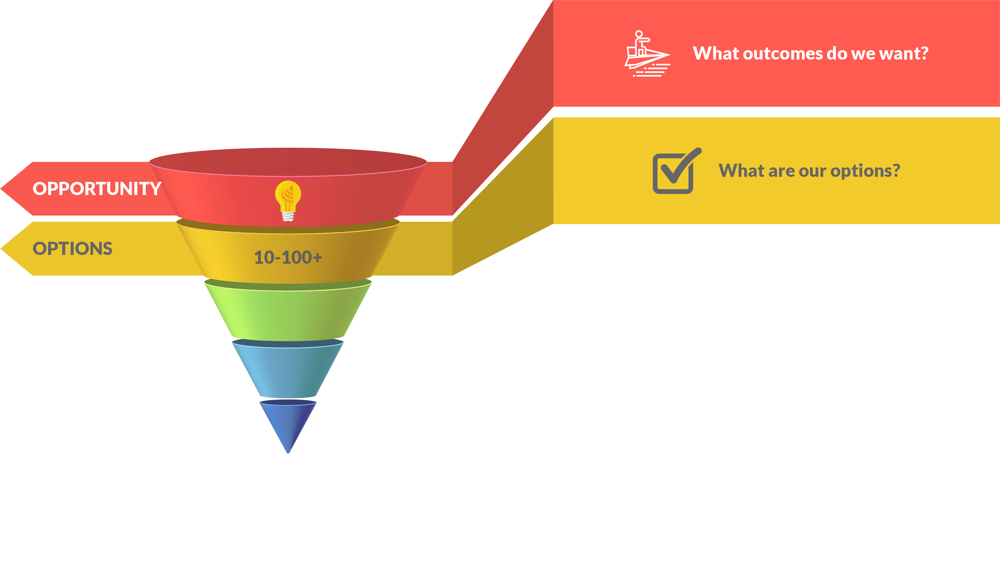 What outcomes do we want?
What are our options?
OPPORTUNITY
OPTIONS
10-100+